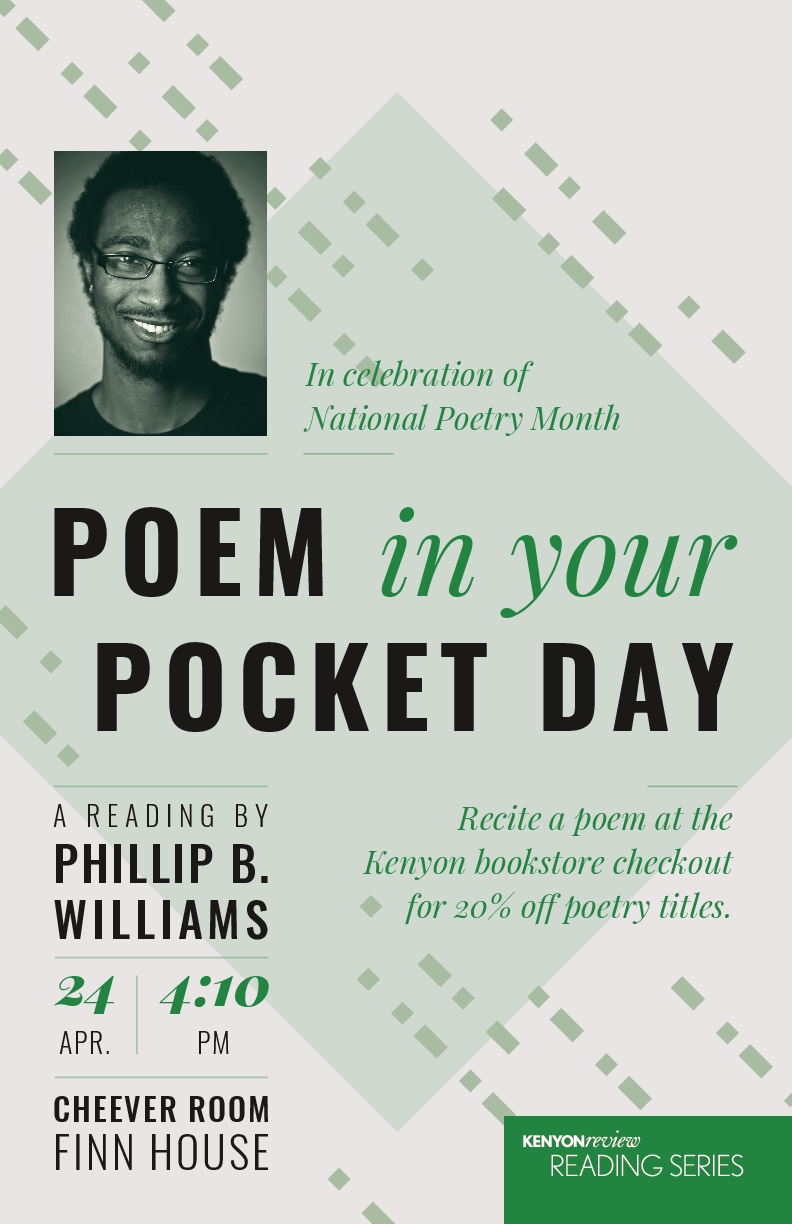 In celebration of
National Poetry Month
POEM in your
POCKET DAY
A READING BY
PHILLIP B.
WILLIAMS
24
APR.
4:10
PM
CHEEVER ROOM
FINN HOUSE
Recite a poem at the
Kenyon bookstore checkout
for 20% off poetry titles.
KENYONreview
READING SERIES